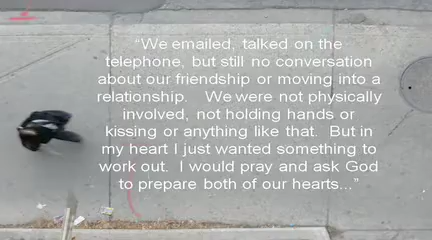 “We emailed, talked on the
telephone, but still no conversation
about our friendship or moving into a
relationship. We were not physically
involved, not holding hands or
kissing or anything like that. But in
my heart I just wanted something to
work out. I would pray and ask God
to prepare both of our hearts...”